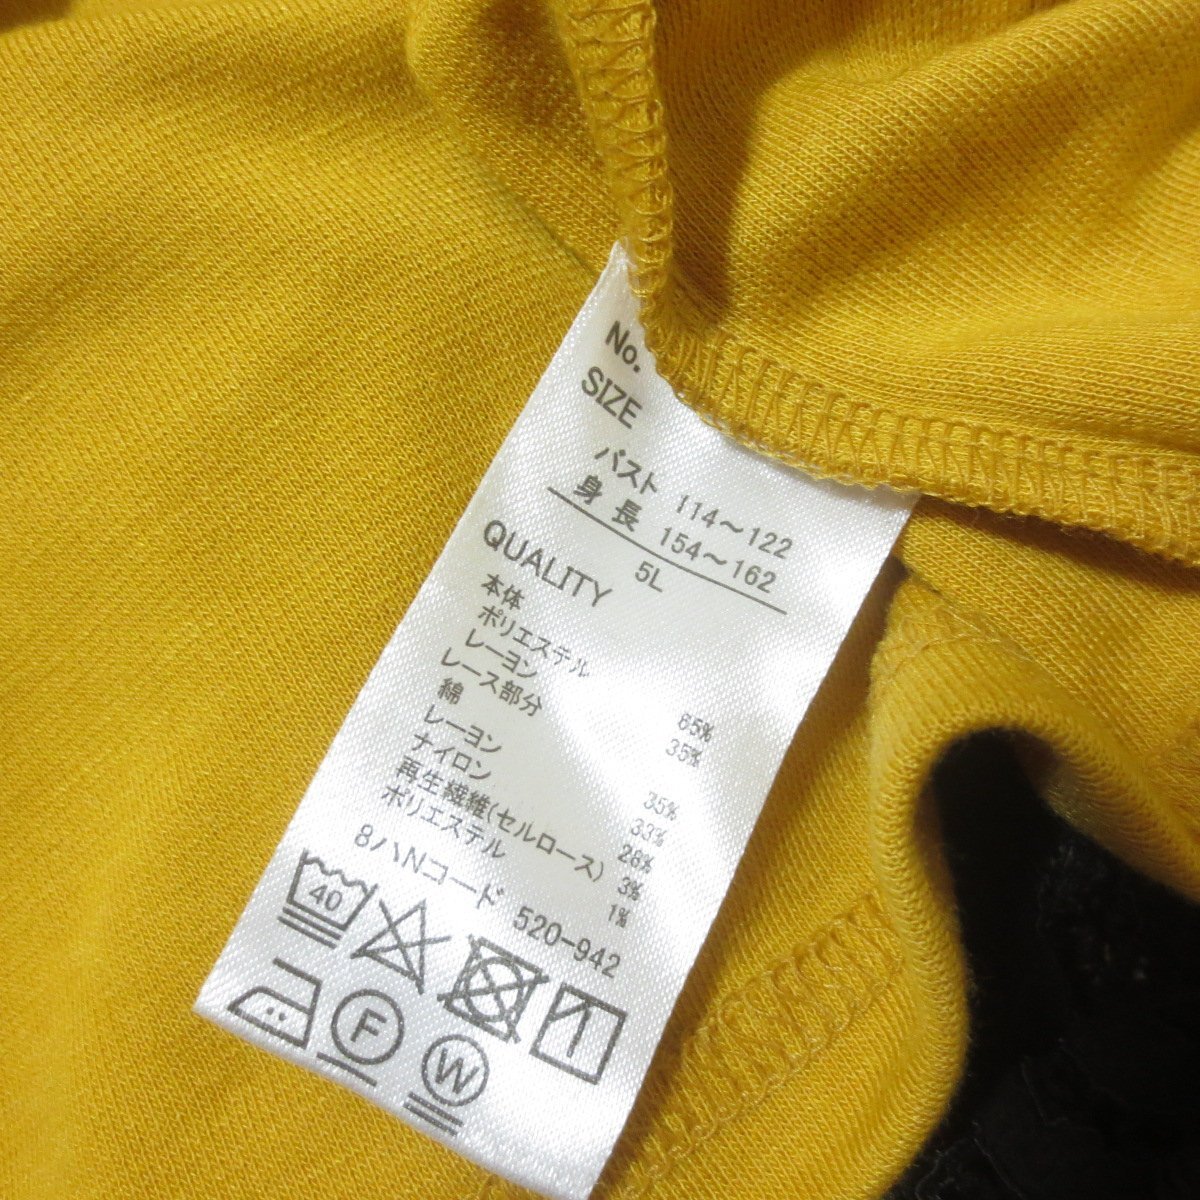 No.
SIZE
バスト 114～122
身 長 154～162
5L
QUALITY
本体
ポリエステル 65%
レーヨン 35%
レース部分
綿 35%
レーヨン 33%
ナイロン 28%
再生繊維(セルロース) 3%
ポリエステル 1%
8ハNコード 520-942
40
F
W